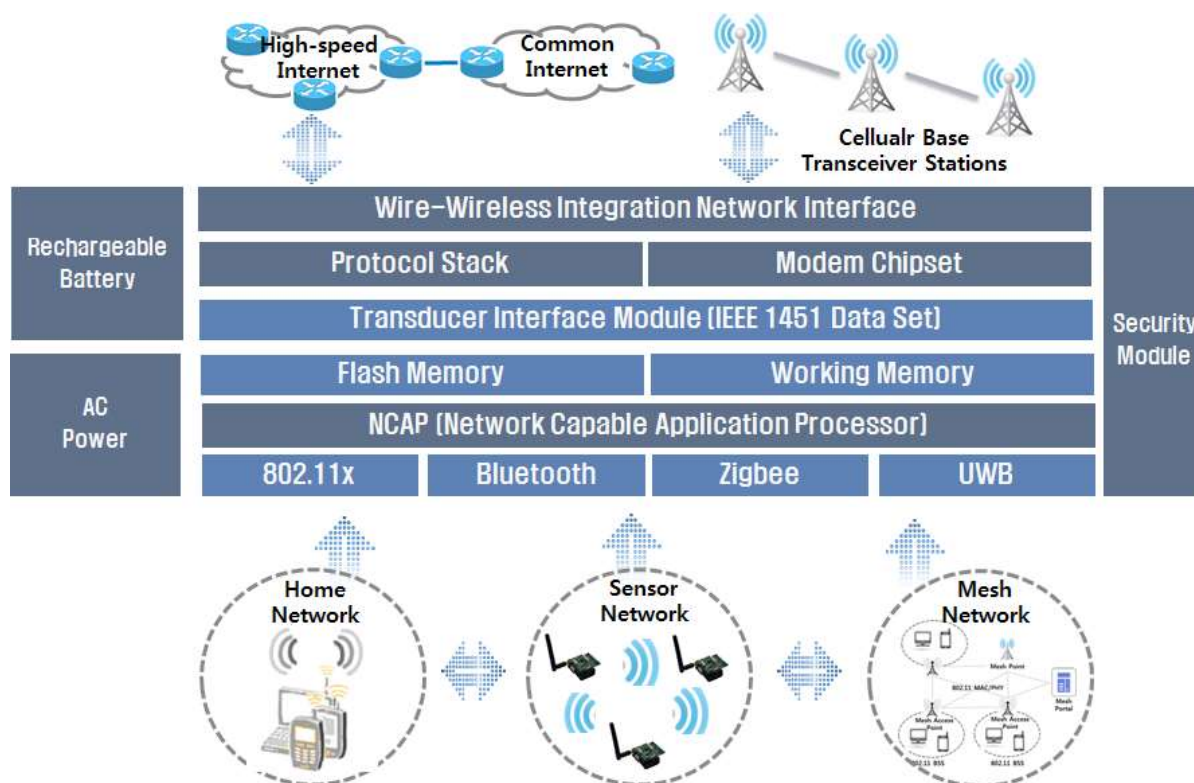 High-speed
Internet
Common
Internet
Cellualr Base
Transceiver Stations
Rechargeable
Battery
AC
Power
Wire-Wireless Integration Network Interface
Protocol Stack
Modem Chipset
Transducer Interface Module (IEEE 1451 Data Set)
Flash Memory
Working Memory
NCAP (Network Capable Application Processor)
802.11x
Bluetooth
Zigbee
UWB
Security
Module
Home
Network
Sensor
Network
Mesh
Network
Mesh Point
802.11 MAC/PHY
Mesh
Portal
Mesh Access
Point
Mesh Access
Point
802.11 BSS
802.11 BSS